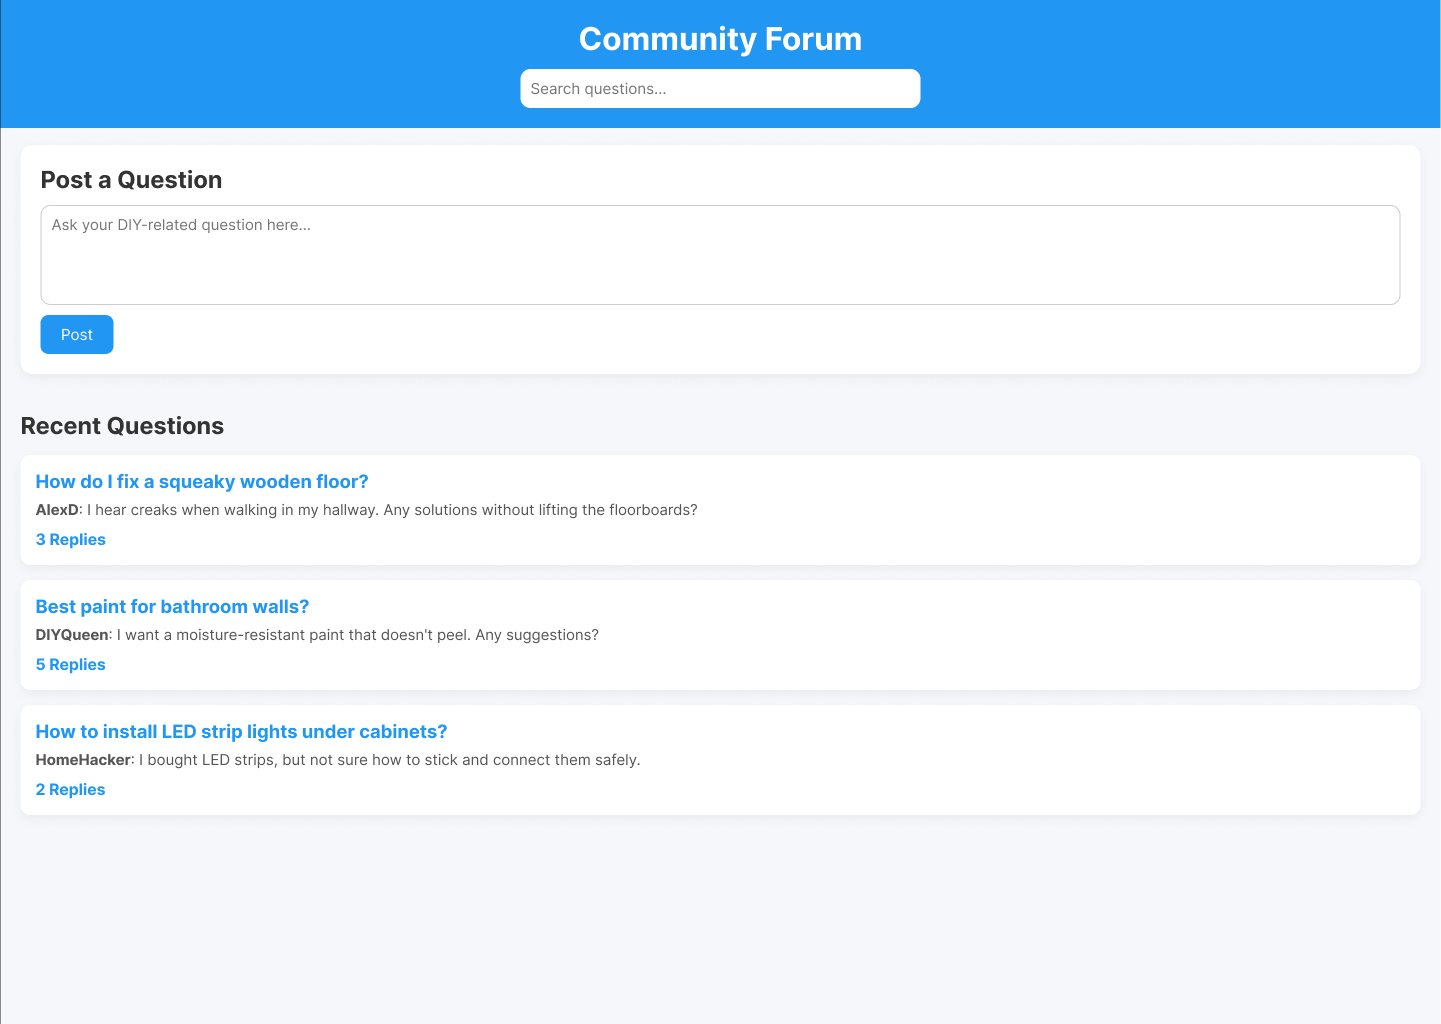 Community Forum
Search questions...
Post a Question
Ask your DIY-related question here...
Post
Recent Questions
How do I fix a squeaky wooden floor?
AlexD: I hear creaks when walking in my hallway. Any solutions without lifting the floorboards?
3 Replies
Best paint for bathroom walls?
DIYQueen: I want a moisture-resistant paint that doesn't peel. Any suggestions?
5 Replies
How to install LED strip lights under cabinets?
HomeHacker: I bought LED strips, but not sure how to stick and connect them safely.
2 Replies